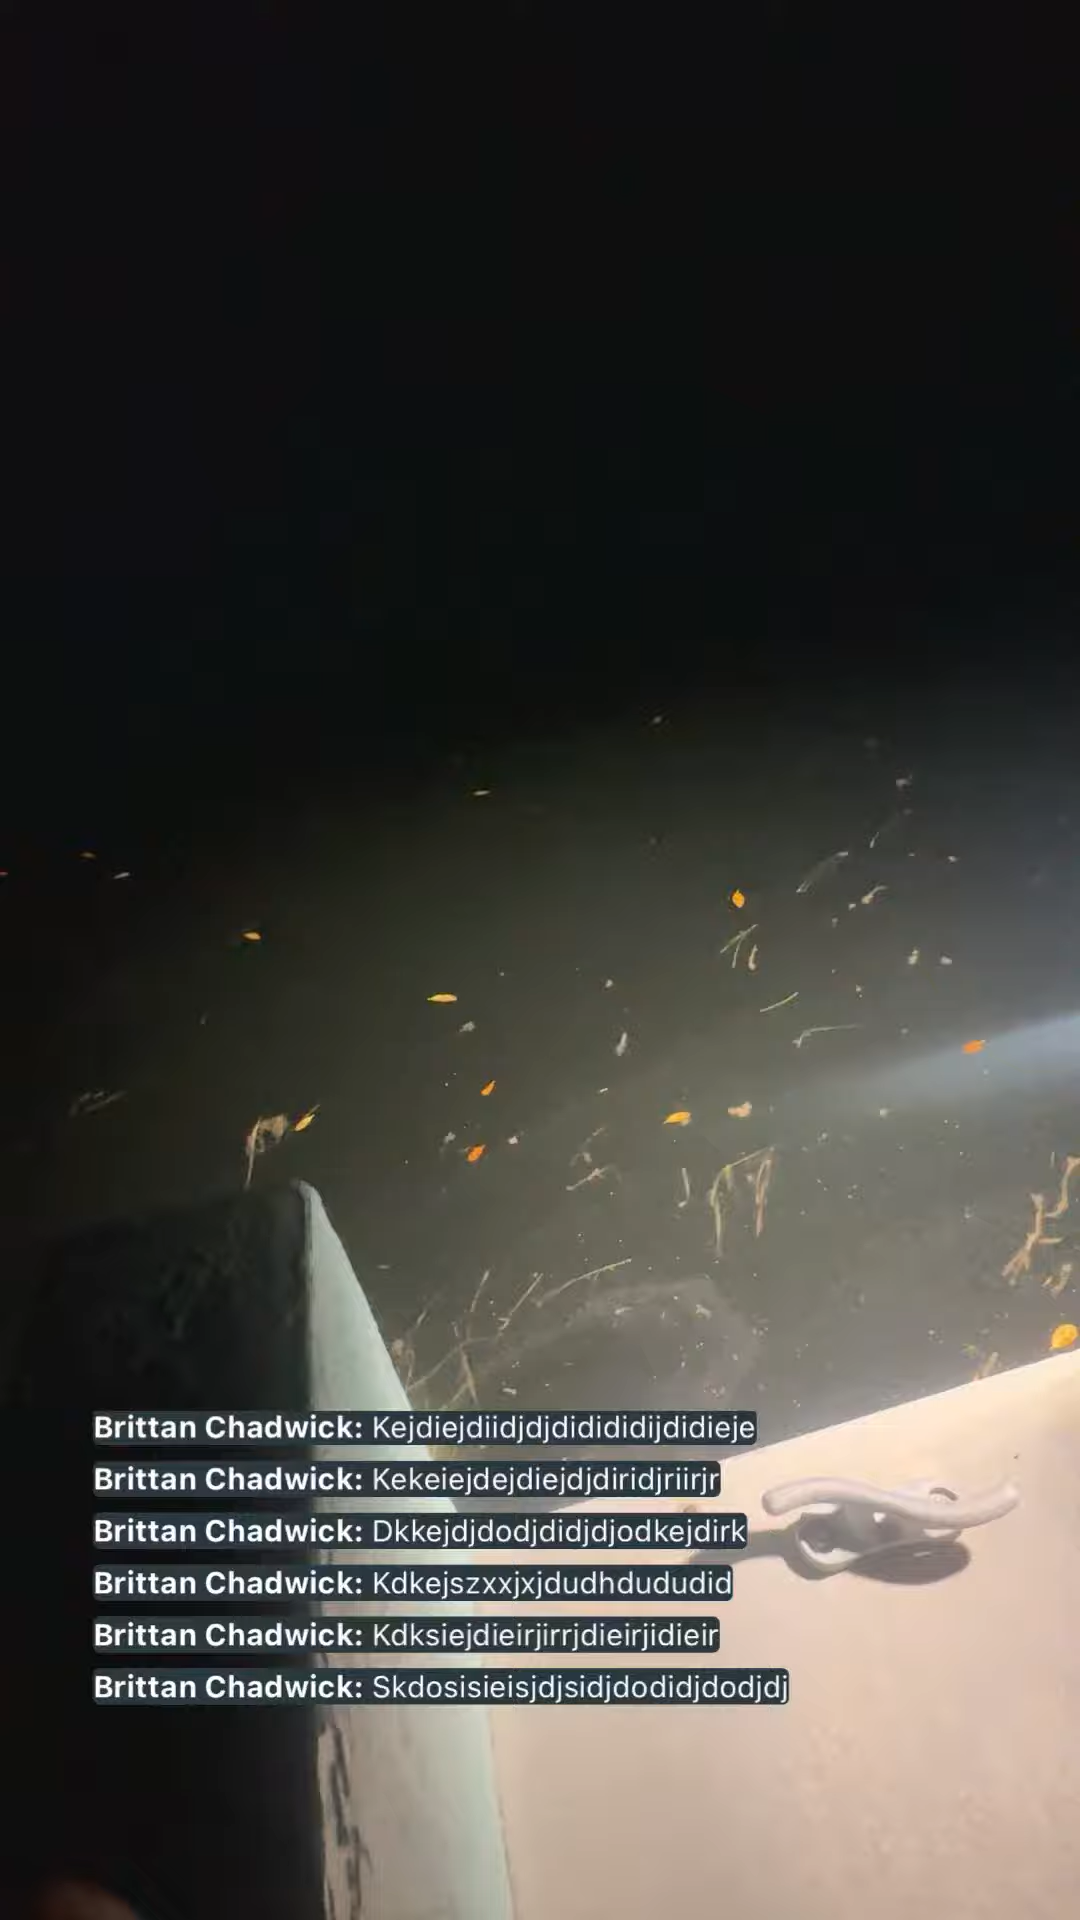 Brittan Chadwick: Kejdiejdiidjdjdidididijdidieje
Brittan Chadwick: Kekeiejdejdiejdjdiridjriirjr
Brittan Chadwick: Dkkejdjdodjdidjdjodkejdirk
Brittan Chadwick: Kdkejszxxjxjdudhdududid
Brittan Chadwick: Kdksiejdieirjirrjdieirjidieir
Brittan Chadwick: Skdosisieisjdjsidjdodidjdodjdj